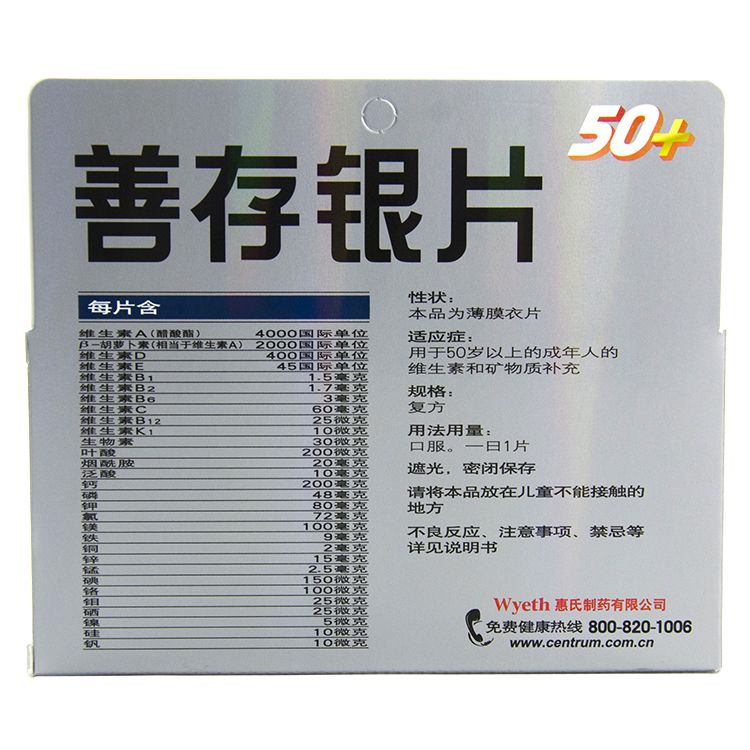 50+
善存银片
每片含
维生素A(醋酸酯) 4000国际单位
β-胡萝卜素(相当于维生素A) 2000国际单位
维生素D 400国际单位
维生素E 45国际单位
维生素B1 1.5毫克
维生素B2 1.7毫克
维生素B6 3毫克
维生素C 60毫克
维生素B12 25微克
维生素K1 10微克
生物素 30微克
叶酸 200微克
烟酰胺 20毫克
泛酸 10毫克
钙 200毫克
磷 48毫克
钾 80毫克
氯 72毫克
镁 100毫克
铁 9毫克
铜 2毫克
锌 15毫克
锰 2.5毫克
碘 150微克
铬 100微克
钼 25微克
硒 25微克
镍 5微克
硅 10微克
钒 10微克
性状:
本品为薄膜衣片
适应症:
用于50岁以上的成年人的
维生素和矿物质补充
规格:
复方
用法用量:
口服。一日1片
遮光,密闭保存
请将本品放在儿童不能接触的
地方
不良反应、注意事项、禁忌等
详见说明书
Wyeth 惠氏制药有限公司
免费健康热线 800-820-1006
www.centrum.com.cn